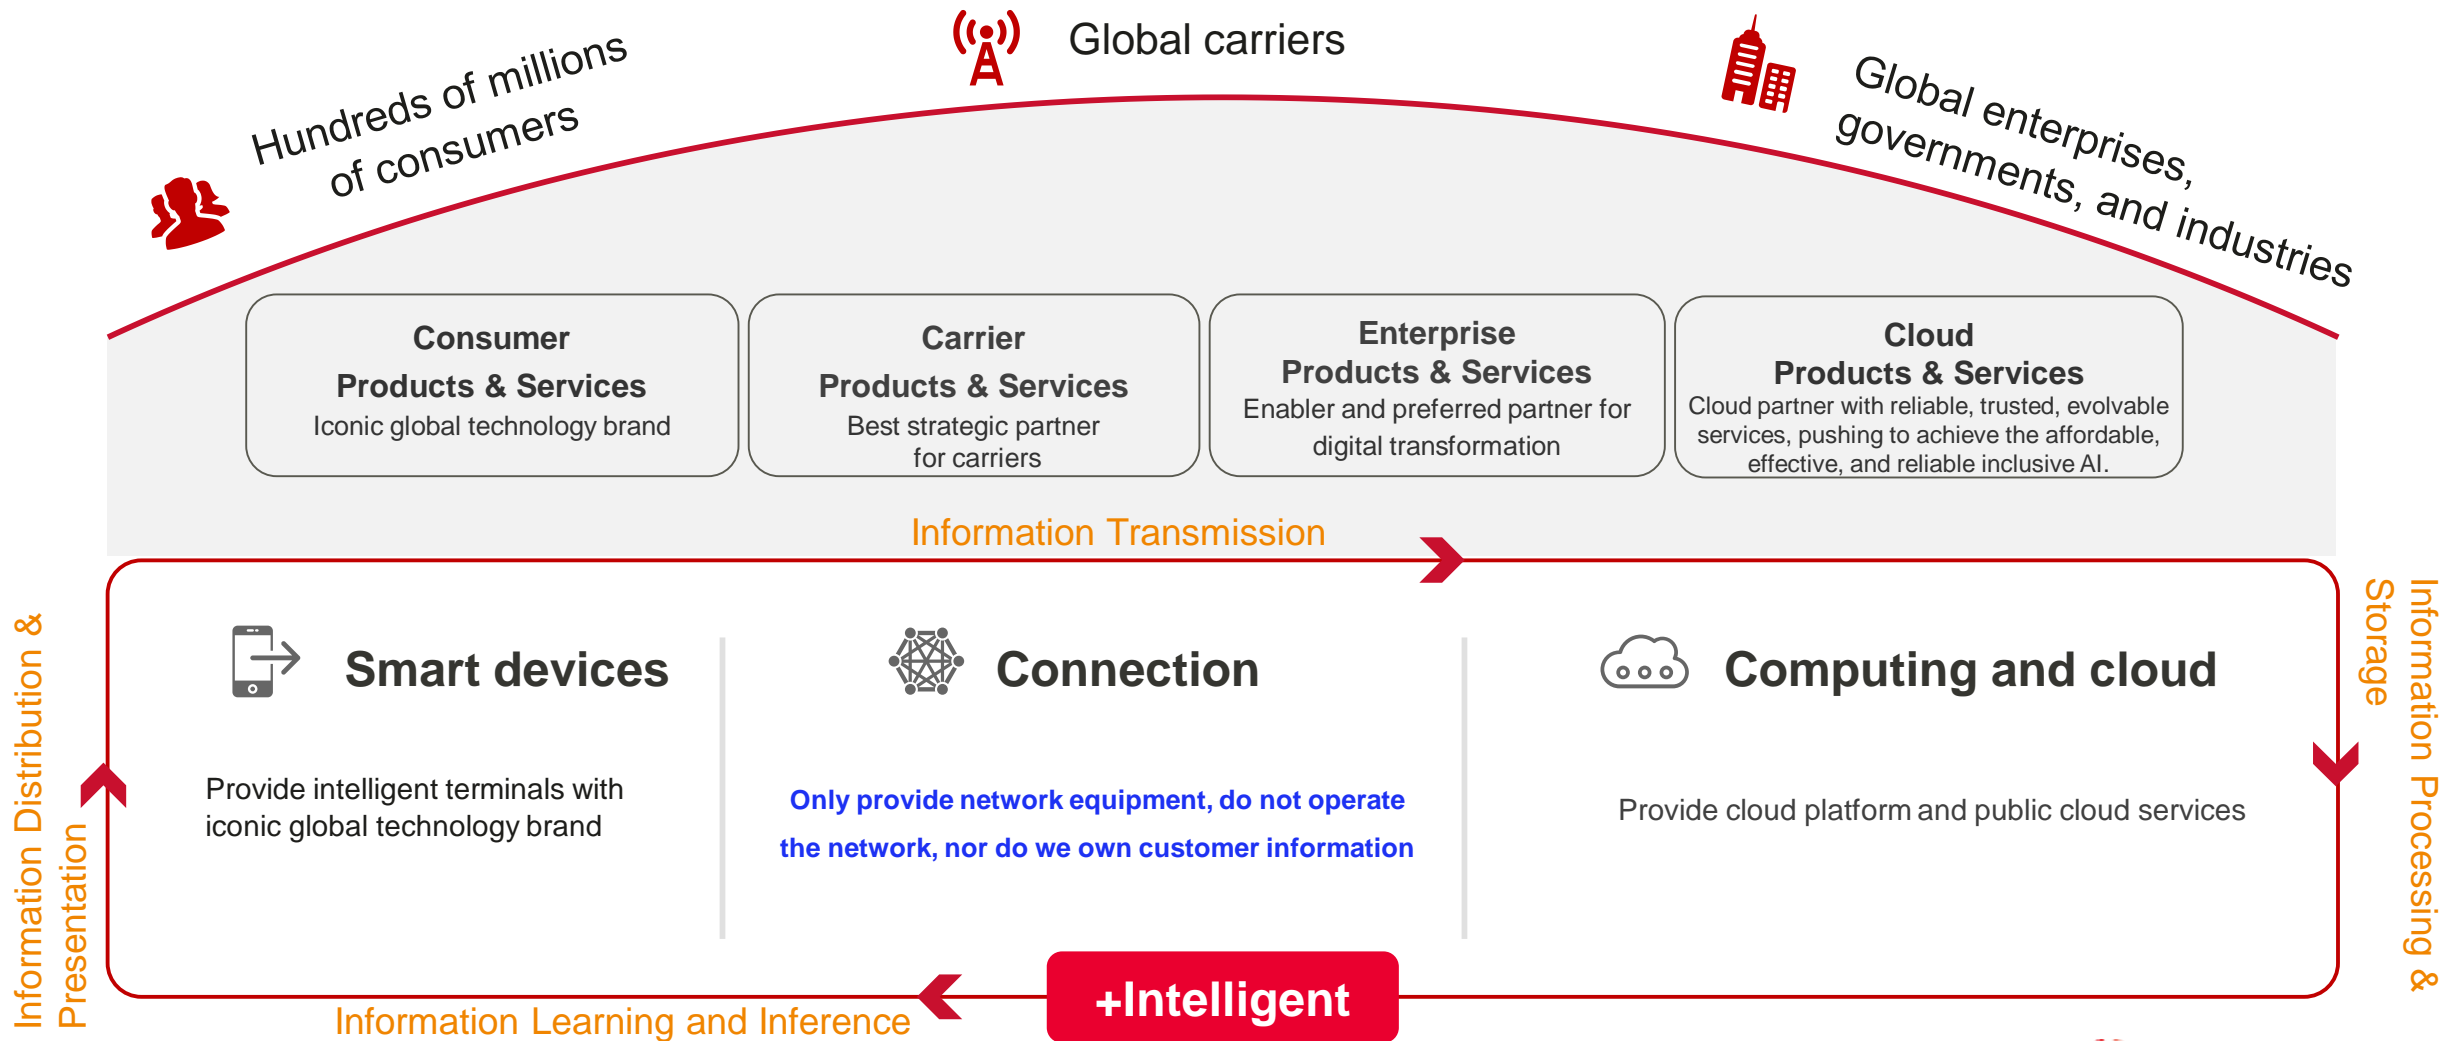 Hundreds of millions
of consumers
Global carriers
Global enterprises,
governments, and industries
Consumer
Products & Services
Iconic global technology brand
Carrier
Products & Services
Best strategic partner
for carriers
Enterprise
Products & Services
Enabler and preferred partner for
digital transformation
Cloud
Products & Services
Cloud partner with reliable, trusted, evolvable
services, pushing to achieve the affordable,
effective, and reliable inclusive AI.
Information Transmission
Information Distribution &
Presentation
Smart devices
Provide intelligent terminals with
iconic global technology brand
Connection
Only provide network equipment, do not operate
the network, nor do we own customer information
Computing and cloud
Provide cloud platform and public cloud services
Information Processing &
Storage
+Intelligent
Information Learning and Inference